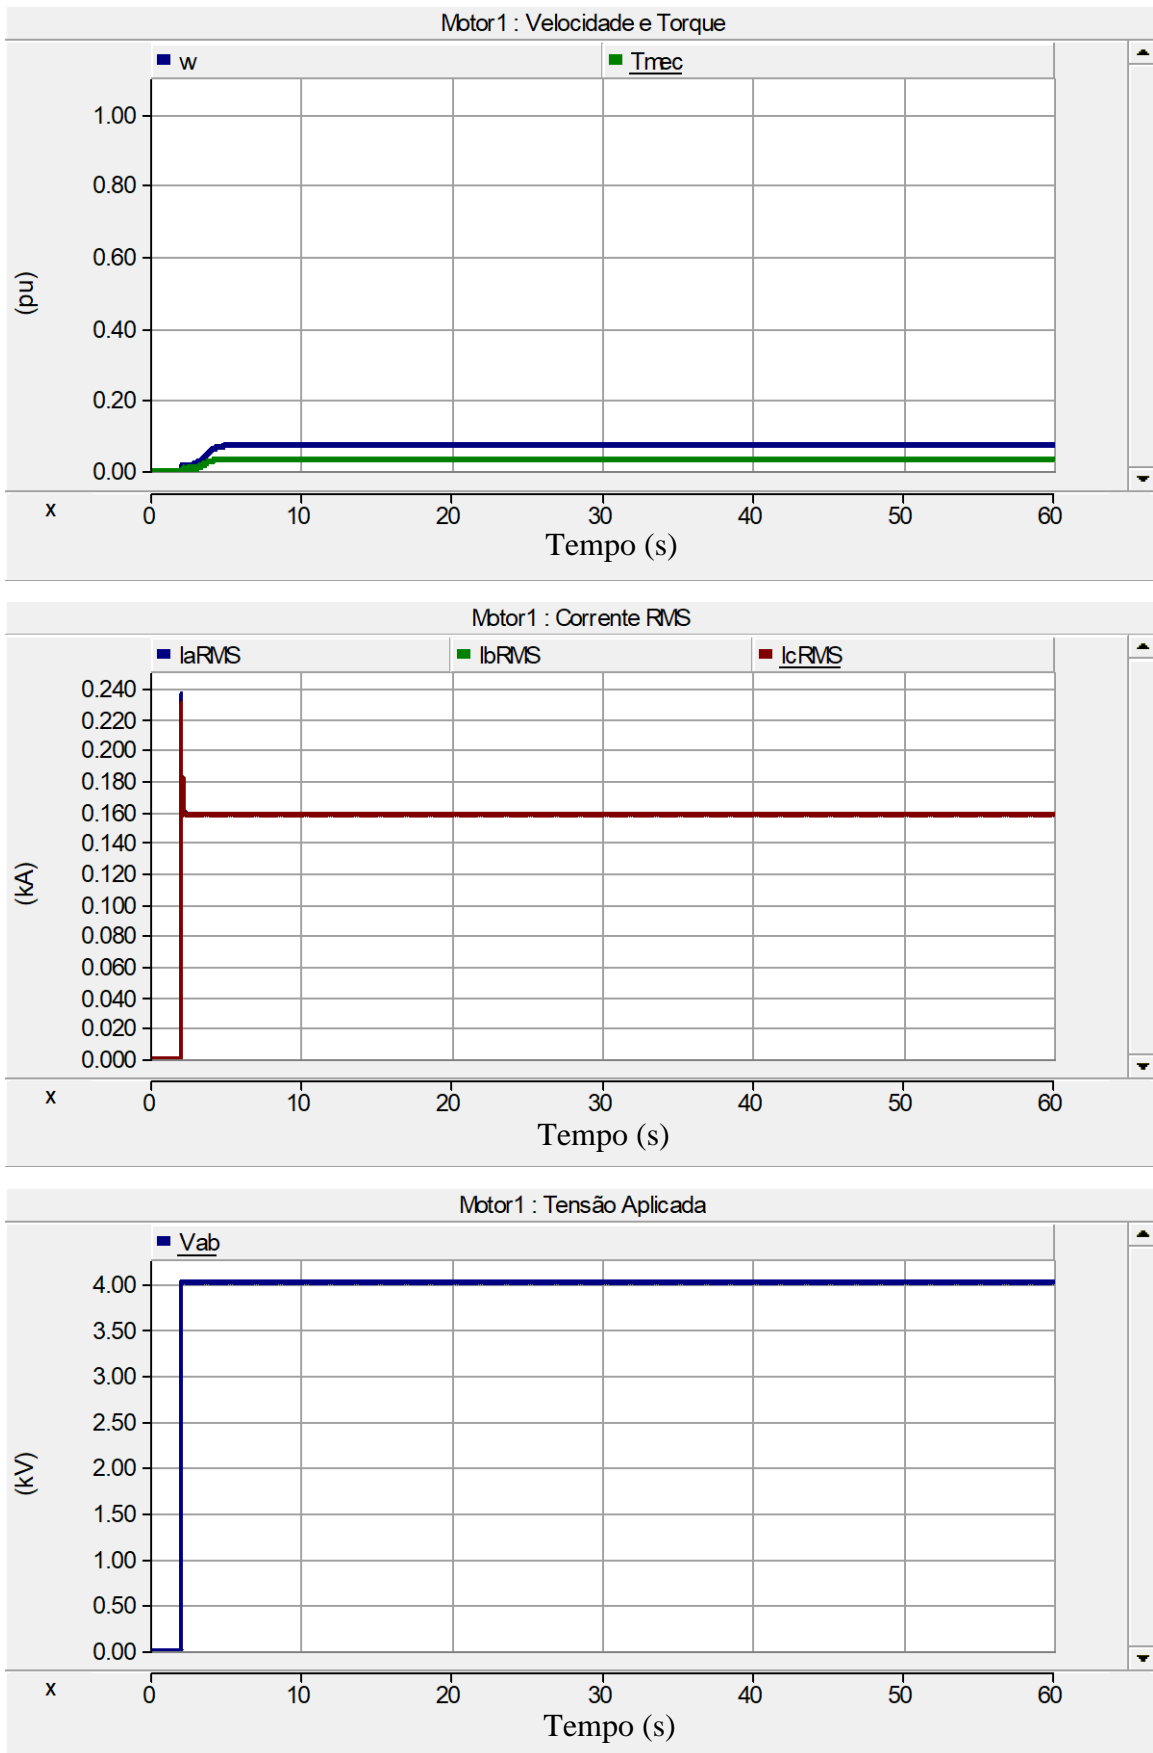 Motor1 : Velocidade e Torque
w Tmec
1.00
0.80
0.60
(pu)
0.40
0.20
0.00
x 0 10 20 30 40 50 60
Tempo (s)
Motor1 : Corrente RMS
IaRMS IbRMS IcRMS
0.240
0.220
0.200
0.180
0.160
0.140
(kA)
0.120
0.100
0.080
0.060
0.040
0.020
0.000
x 0 10 20 30 40 50 60
Tempo (s)
Motor1 : Tensão Aplicada
Vab
4.00
3.50
3.00
2.50
(kV)
2.00
1.50
1.00
0.50
0.00
x 0 10 20 30 40 50 60
Tempo (s)